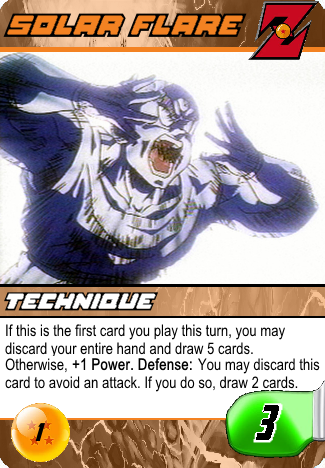 SOLAR FLARE
Z
TECHNIQUE
If this is the first card you play this turn, you may
discard your entire hand and draw 5 cards.
Otherwise, +1 Power. Defense: You may discard this
card to avoid an attack. If you do so, draw 2 cards.
1
3